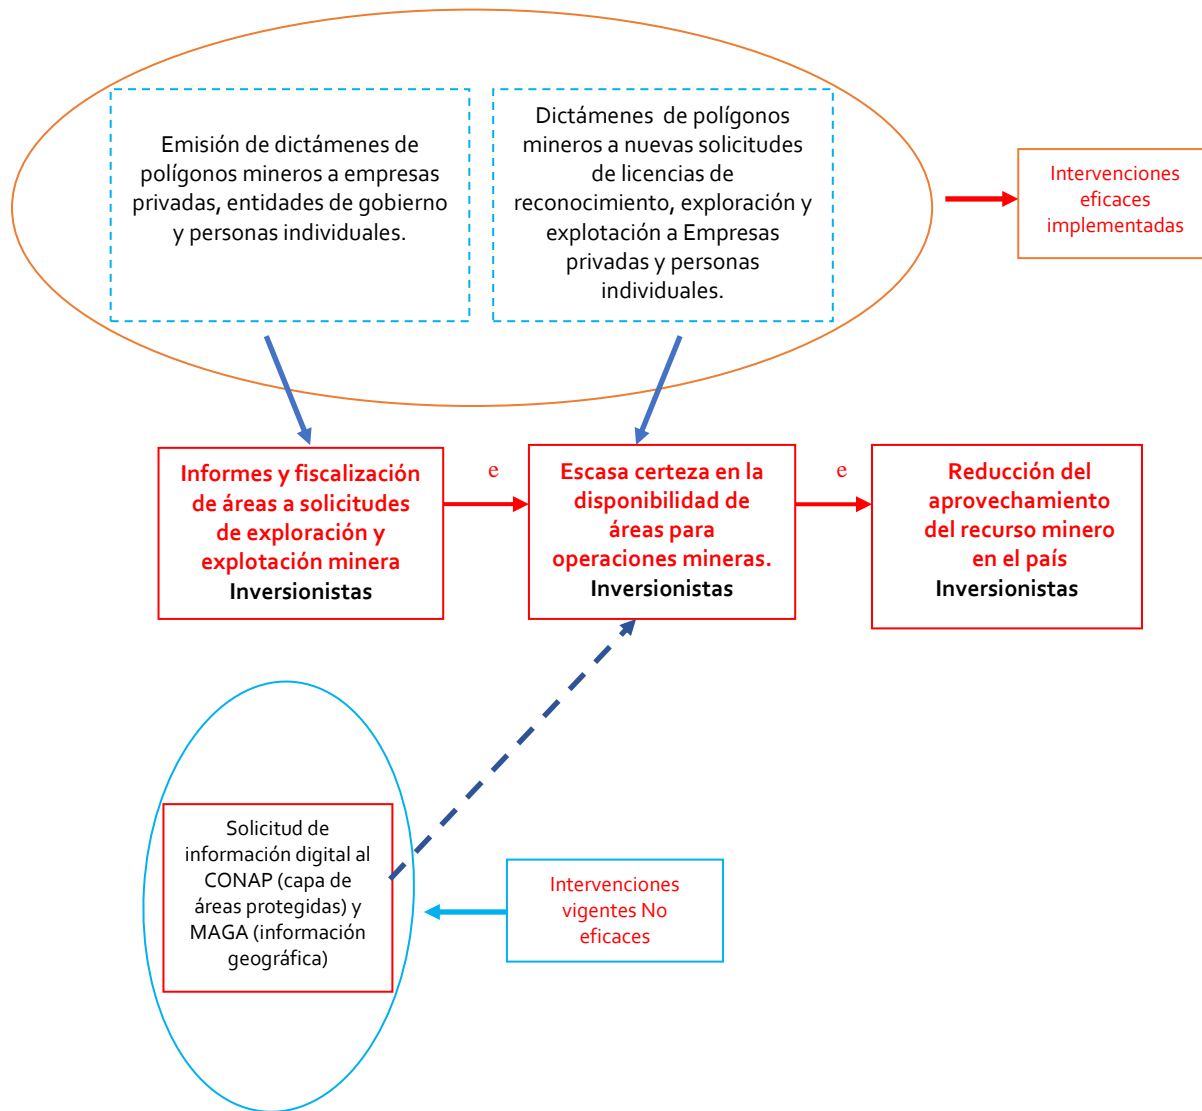 Emisión de dictámenes de
polígonos mineros a empresas
privadas, entidades de gobierno
y personas individuales.
Dictámenes de polígonos
mineros a nuevas solicitudes
de licencias de
reconocimiento, exploración y
explotación a Empresas
privadas y personas
individuales.
Intervenciones
eficaces
implementadas
Informes y fiscalización
de áreas a solicitudes
de exploración y
explotación minera
Inversionistas
e
Escasa certeza en la
disponibilidad de
áreas para
operaciones mineras.
Inversionistas
e
Reducción del
aprovechamiento
del recurso minero
en el país
Inversionistas
Solicitud de
información digital al
CONAP (capa de
áreas protegidas) y
MAGA (información
geográfica)
Intervenciones
vigentes No
eficaces